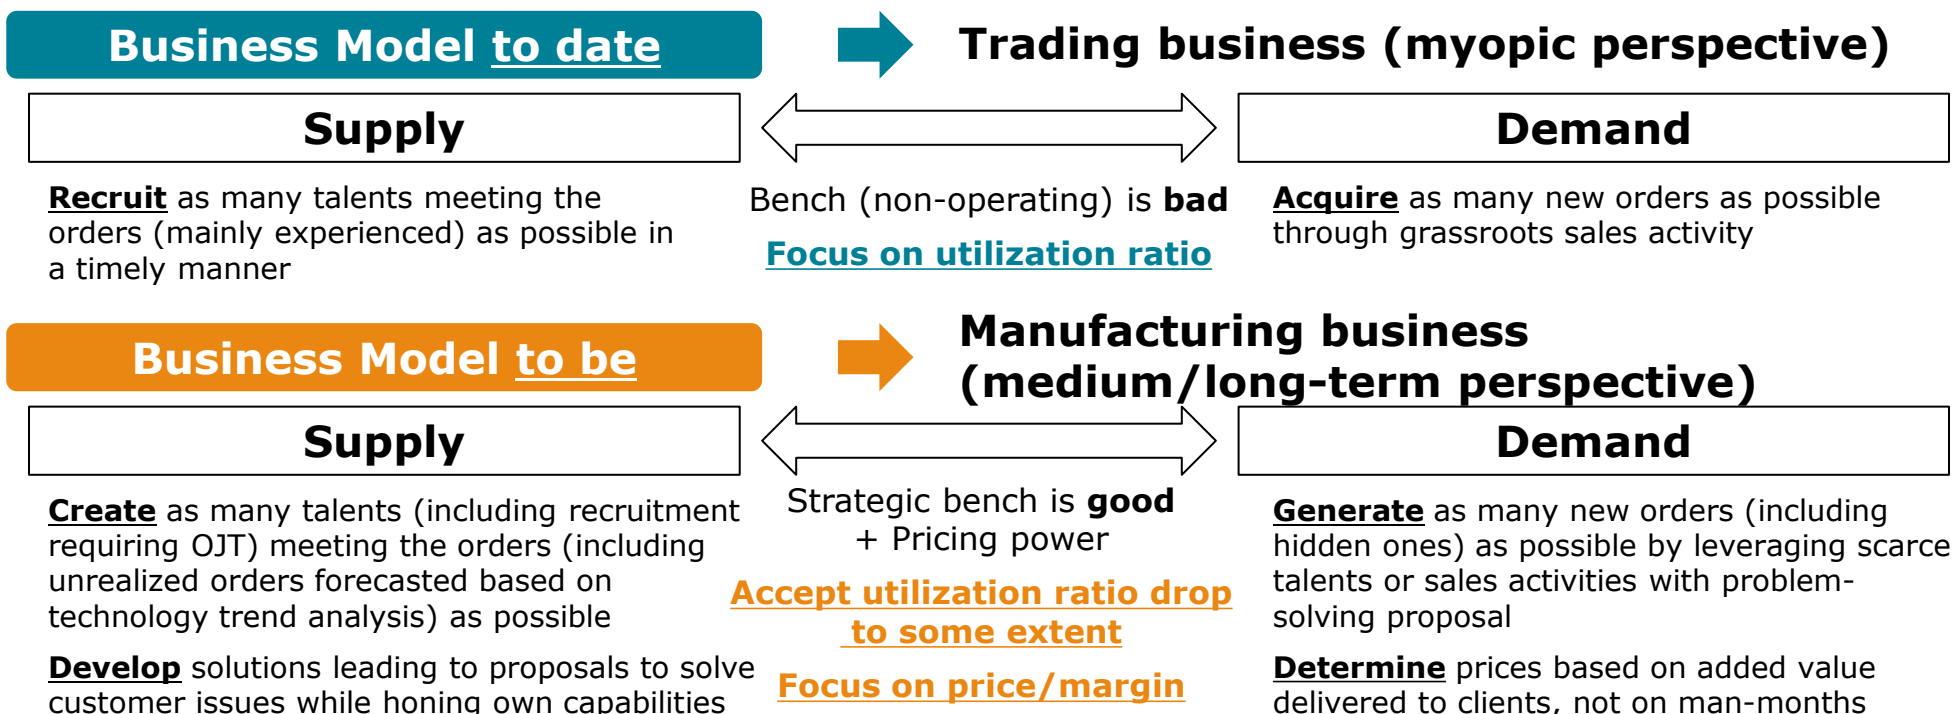 Business Model to date
Trading business (myopic perspective)
Supply
Demand
Recruit as many talents meeting the
orders (mainly experienced) as possible in
a timely manner
Bench (non-operating) is bad
Focus on utilization ratio
Acquire as many new orders as possible
through grassroots sales activity
Business Model to be
Manufacturing business
(medium/long-term perspective)
Supply
Demand
Create as many talents (including recruitment
requiring OJT) meeting the orders (including
unrealized orders forecasted based on
technology trend analysis) as possible
Develop solutions leading to proposals to solve
customer issues while honing own capabilities
Strategic bench is good
+ Pricing power
Accept utilization ratio drop
to some extent
Focus on price/margin
Generate as many new orders (including
hidden ones) as possible by leveraging scarce
talents or sales activities with problem-
solving proposal
Determine prices based on added value
delivered to clients, not on man-months